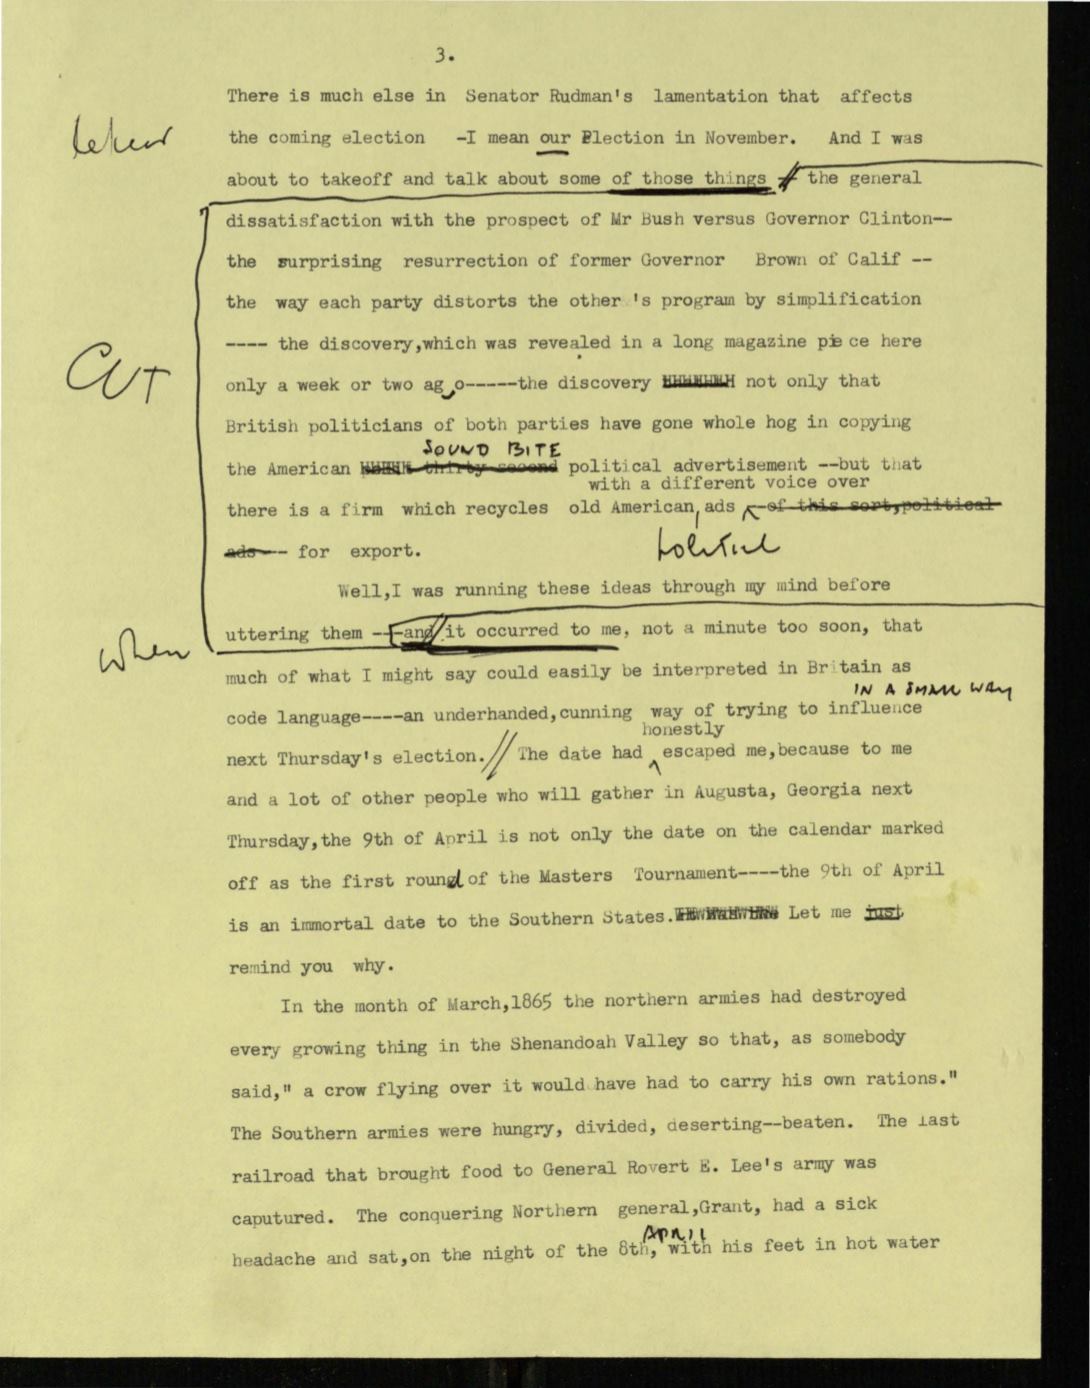 3.
There is much else in Senator Rudman's lamentation that affects
the coming election -I mean our Election in November. And I was
about to takeoff and talk about some of those things // the general
dissatisfaction with the prospect of Mr Bush versus Governor Clinton--
the surprising resurrection of former Governor Brown of Calif --
the way each party distorts the other 's program by simplification
---- the discovery,which was revealed in a long magazine pie ce here
CUT
only a week or two ag o-----the discovery not only that
British politicians of both parties have gone whole hog in copying
SOUND BITE
the American thirty second political advertisement --but that
with a different voice over
there is a firm which recycles old American, ads of this sort,political
ads-- for export.
Political
Well,I was running these ideas through my mind before
when
uttering them --and// it occurred to me, not a minute too soon, that
much of what I might say could easily be interpreted in Britain as
IN A SMALL WAY
code language----an underhanded,cunning way of trying to influence
honestly
next Thursday's election.// The date had escaped me,because to me
and a lot of other people who will gather in Augusta, Georgia next
Thursday,the 9th of April is not only the date on the calendar marked
off as the first round of the Masters Tournament----the 9th of April
is an immortal date to the Southern States. Let me just
remind you why.
In the month of March,1865 the northern armies had destroyed
every growing thing in the Shenandoah Valley so that, as somebody
said," a crow flying over it would have had to carry his own rations."
The Southern armies were hungry, divided, deserting--beaten. The last
railroad that brought food to General Rovert E. Lee's army was
caputured. The conquering Northern general,Grant, had a sick
APRIL
headache and sat,on the night of the 8th, with his feet in hot water